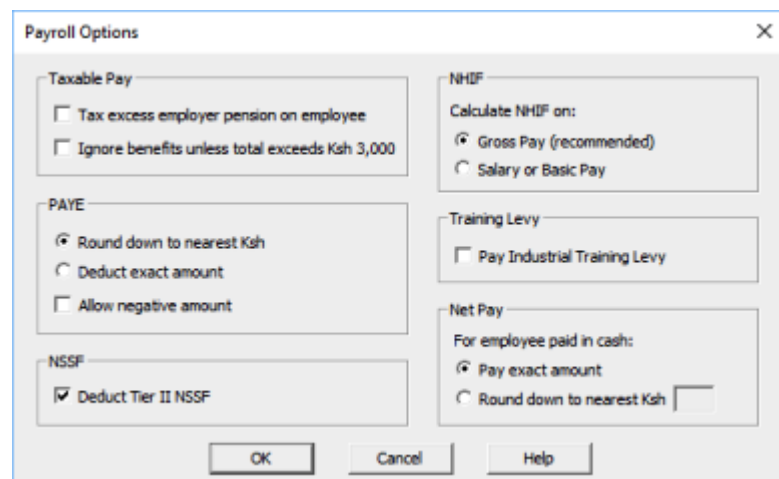 Payroll Options
Taxable Pay
Tax excess employer pension on employee
Ignore benefits unless total exceeds Ksh 3,000
PAYE
Round down to nearest Ksh
Deduct exact amount
Allow negative amount
NSSF
Deduct Tier II NSSF
NHIF
Calculate NHIF on:
Gross Pay (recommended)
Salary or Basic Pay
Training Levy
Pay Industrial Training Levy
Net Pay
For employee paid in cash:
Pay exact amount
Round down to nearest Ksh
OK
Cancel
Help